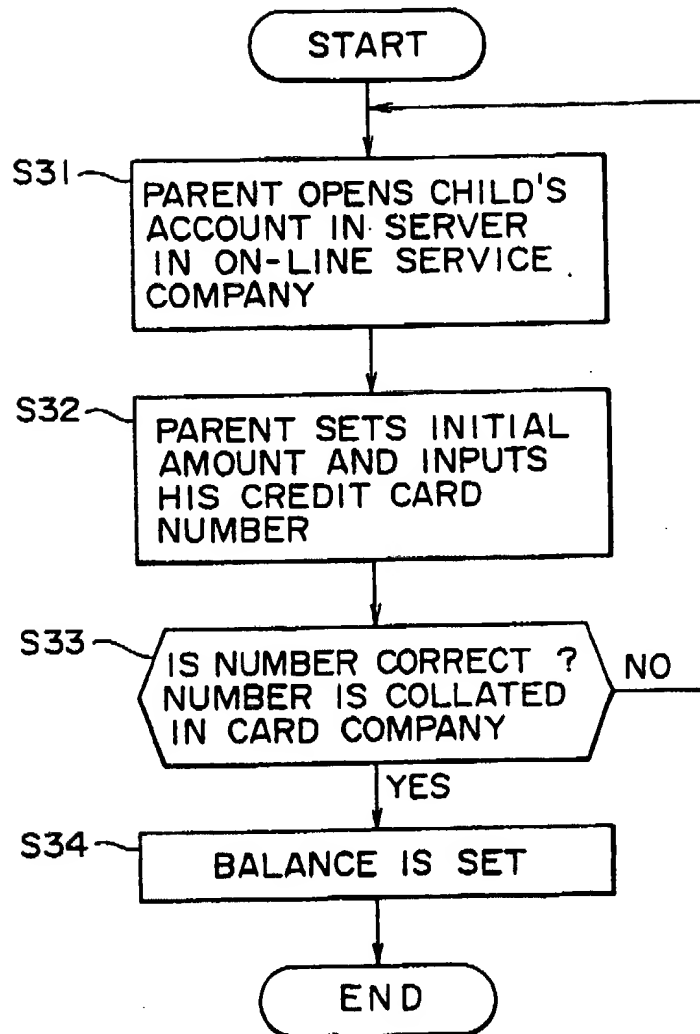 START
S31
PARENT OPENS CHILD'S
ACCOUNT IN SERVER
IN ON-LINE SERVICE
COMPANY
S32
PARENT SETS INITIAL
AMOUNT AND INPUTS
HIS CREDIT CARD
NUMBER
S33
IS NUMBER CORRECT ?
NUMBER IS COLLATED
IN CARD COMPANY
NO
YES
S34
BALANCE IS SET
END